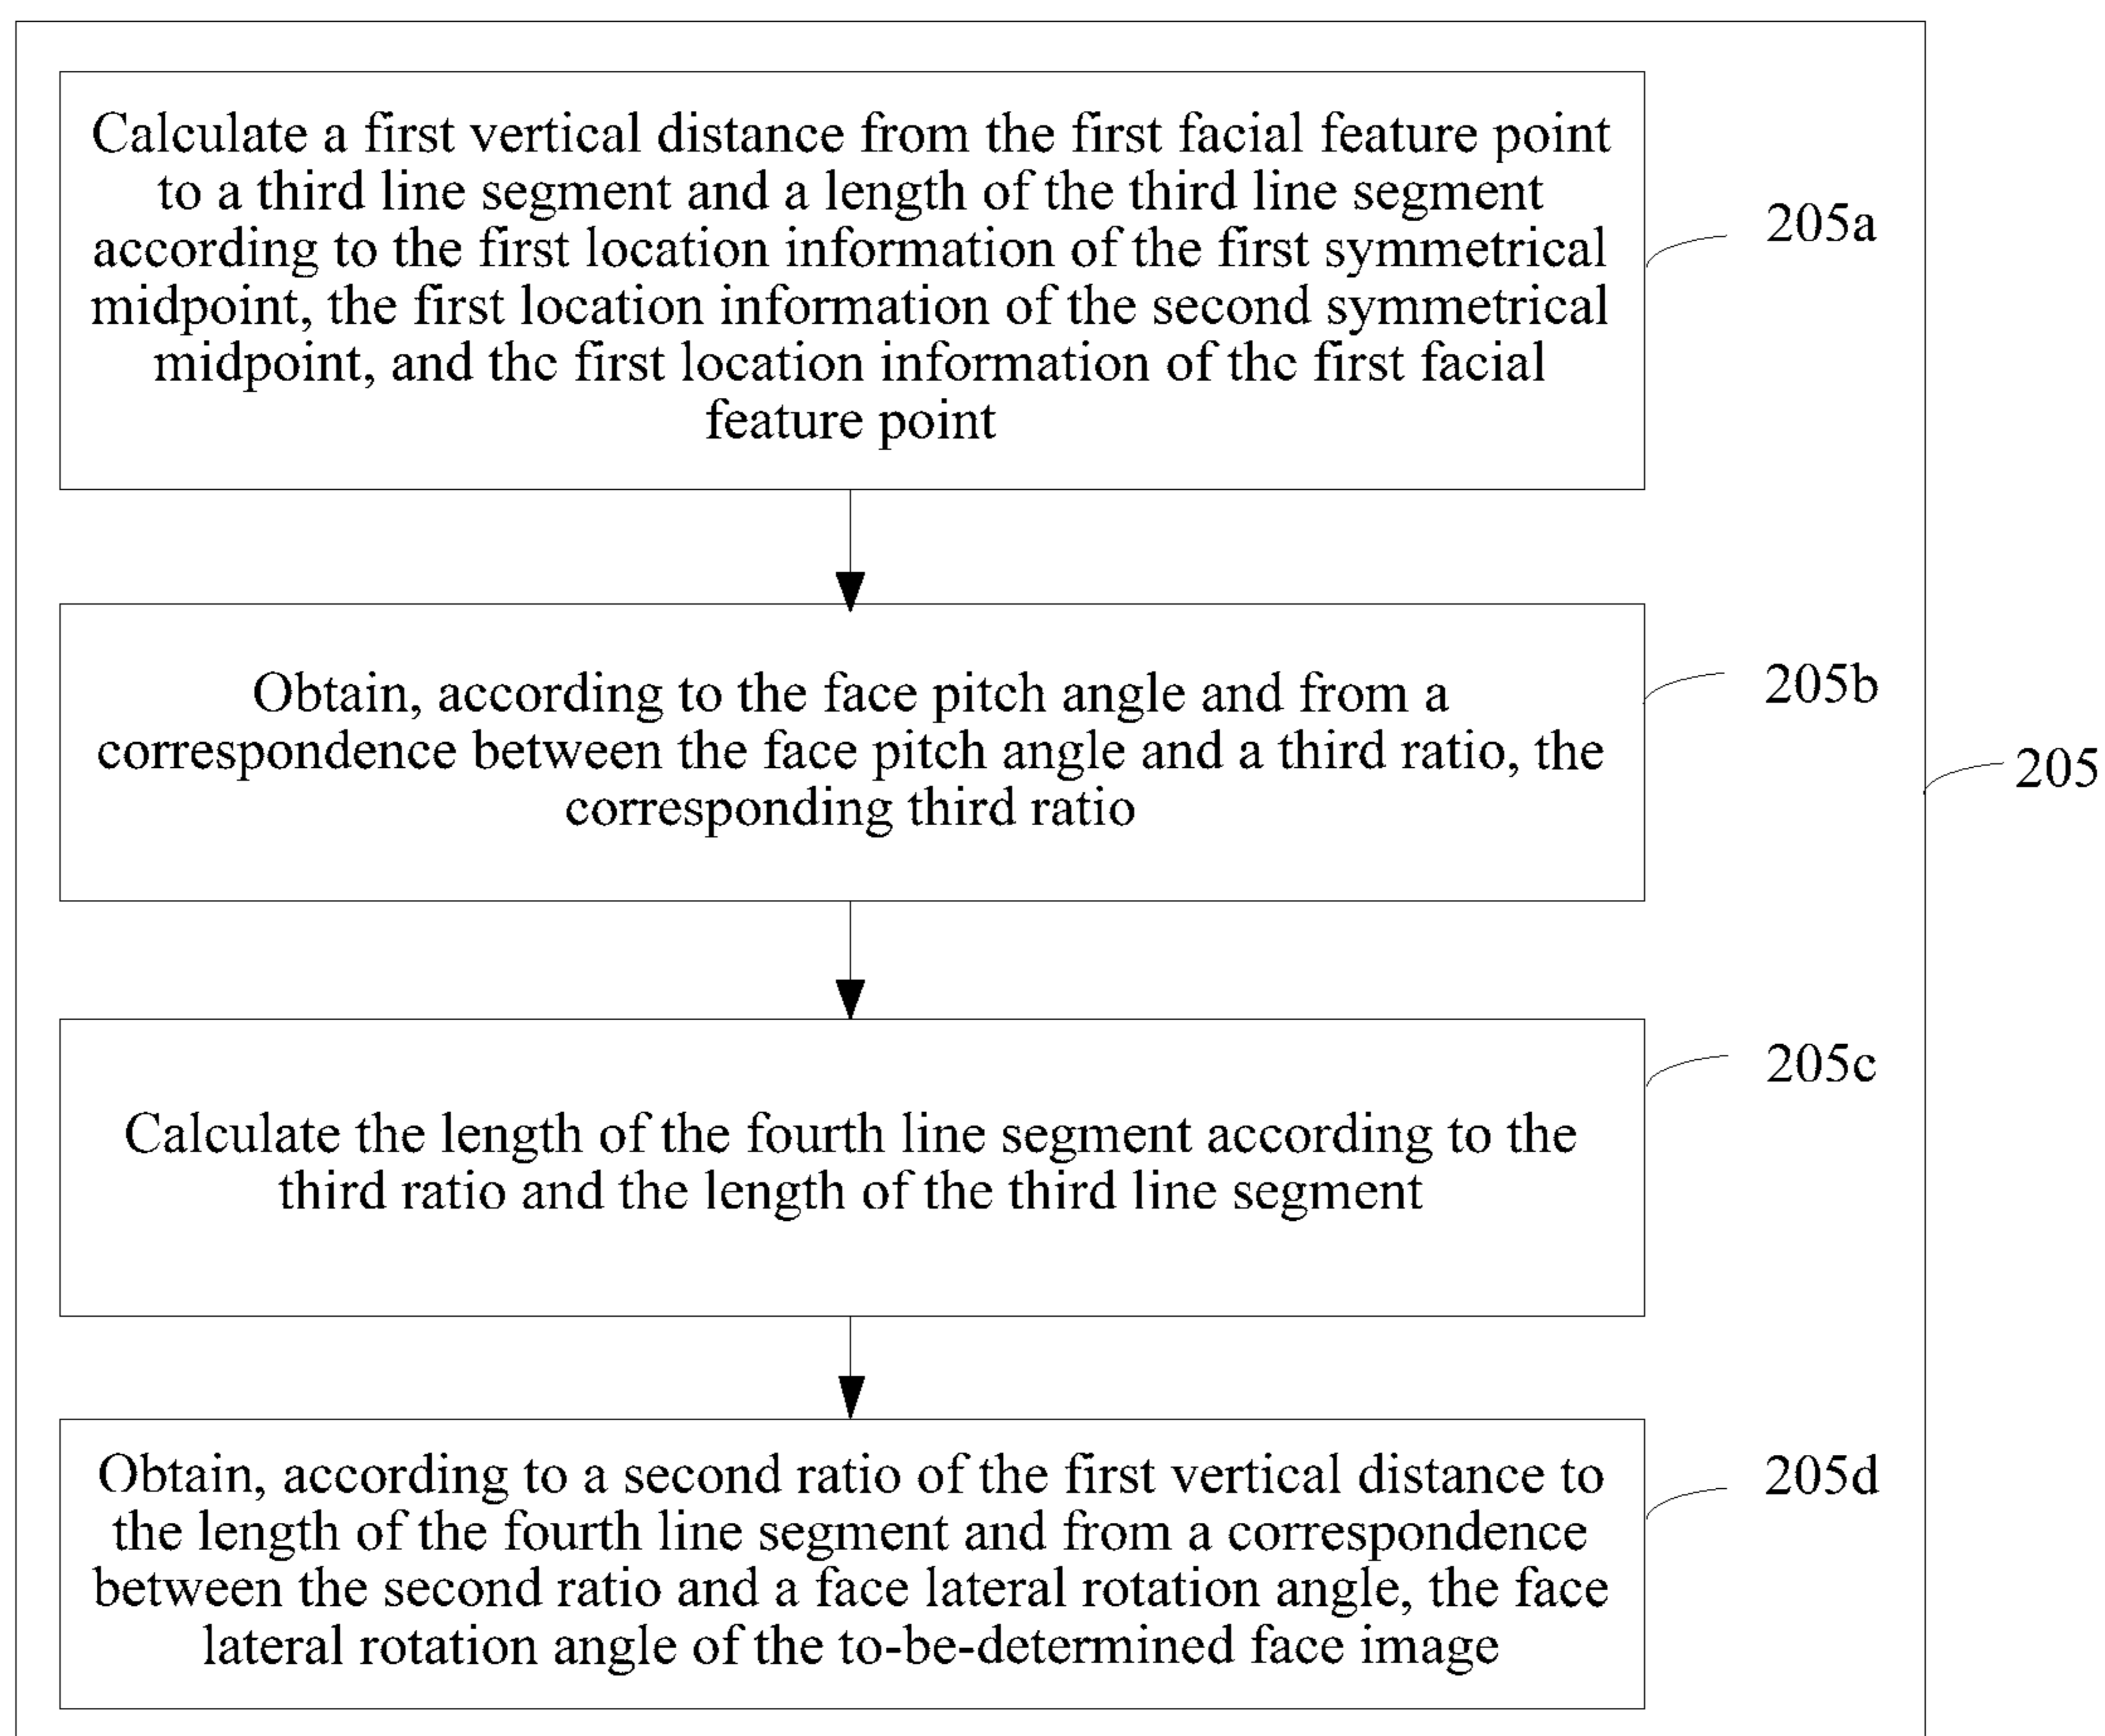 Calculate a first vertical distance from the first facial feature point
to a third line segment and a length of the third line segment
according to the first location information of the first symmetrical
midpoint, the first location information of the second symmetrical
midpoint, and the first location information of the first facial
feature point
205a
Obtain, according to the face pitch angle and from a
correspondence between the face pitch angle and a third ratio, the
corresponding third ratio
205b
205
Calculate the length of the fourth line segment according to the
third ratio and the length of the third line segment
205c
Obtain, according to a second ratio of the first vertical distance to
the length of the fourth line segment and from a correspondence
between the second ratio and a face lateral rotation angle, the face
lateral rotation angle of the to-be-determined face image
205d